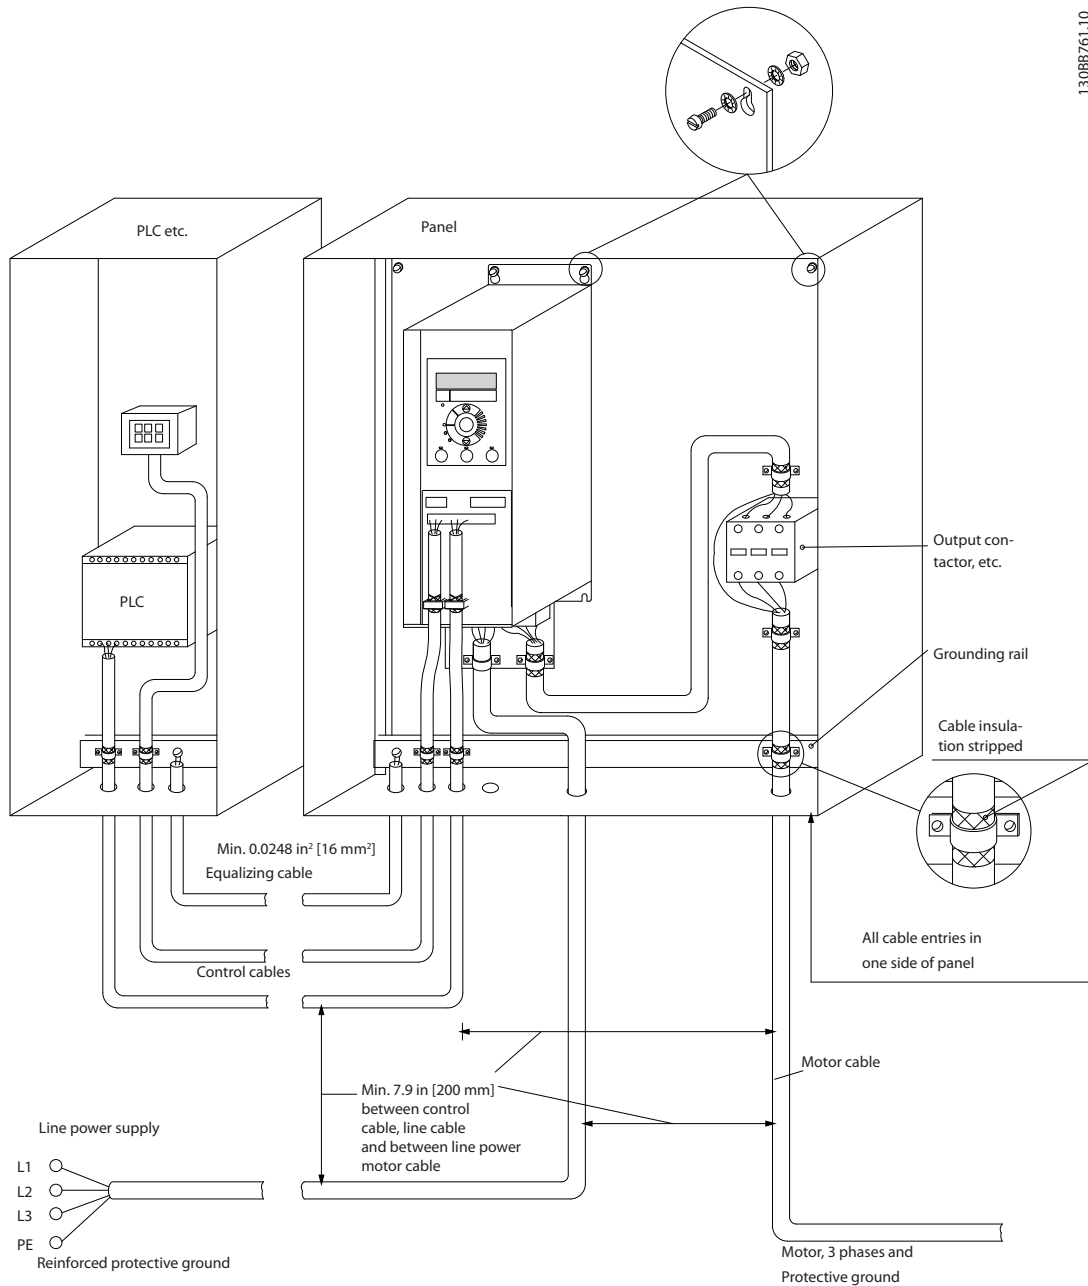 130BB761.10
PLC etc.
Panel
PLC
Output con-
tactor, etc.
Grounding rail
Cable insula-
tion stripped
Min. 0.0248 in² [16 mm²]
Equalizing cable
All cable entries in
one side of panel
Control cables
Motor cable
Min. 7.9 in [200 mm]
between control
cable, line cable
and between line power
motor cable
Line power supply
L1
L2
L3
PE
Reinforced protective ground
Motor, 3 phases and
Protective ground